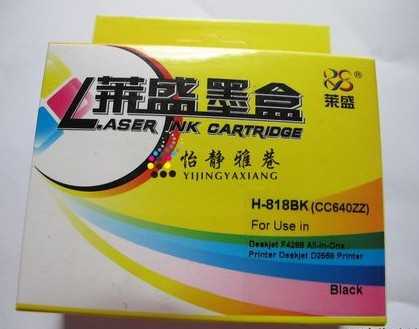 莱盛墨盒
LASER INK CARTRIDGE
®
莱盛
怡静雅巷
YIJINGYAXIANG
H-818BK(CC640ZZ)
For Use in
Deskjet F4288 All-in-One
Printer Deskjet D2568 Printer
Black